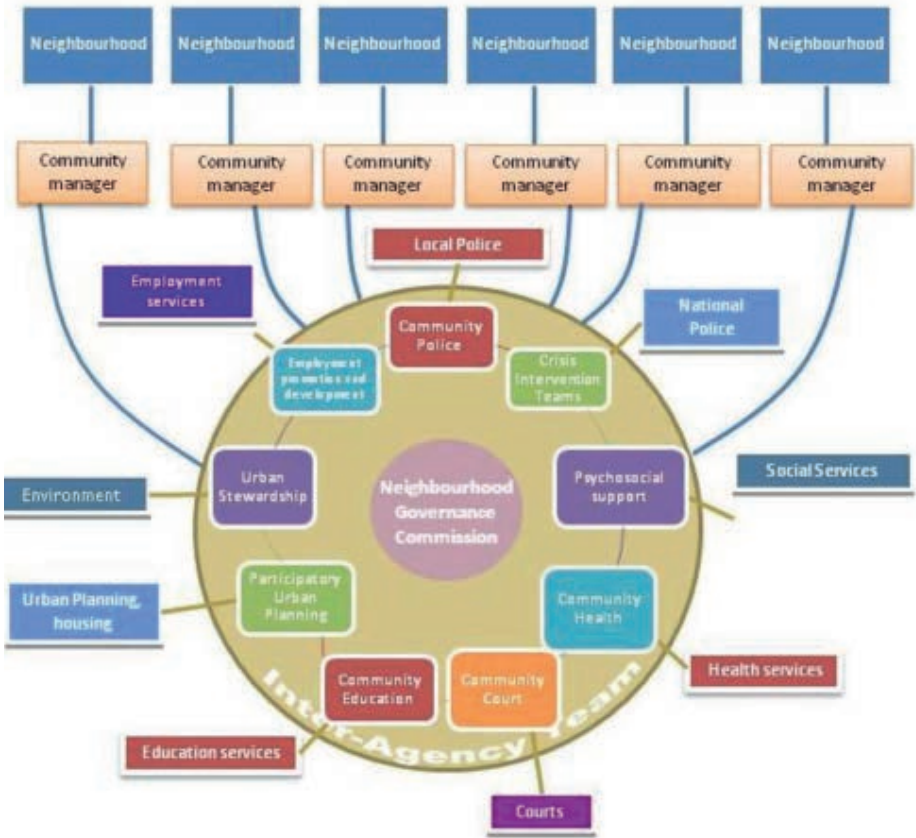 Neighbourhood
Neighbourhood
Neighbourhood
Neighbourhood
Neighbourhood
Neighbourhood
Community
manager
Community
manager
Community
manager
Community
manager
Community
manager
Community
manager
Local Police
Employment
services
National
Police
Community
Police
Crisis
Intervention
Teams
Employment
promotion and
development
Urban
Stewardship
Neighbourhood
Governance
Commission
Psychosocial
support
Social Services
Environment
Participatory
Urban
Planning
Community
Health
Urban Planning,
housing
Community
Education
Community
Court
Health services
Inter-Agency Team
Education services
Courts